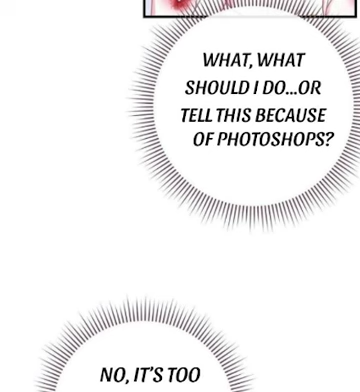 WHAT, WHAT
SHOULD I DO...OR
TELL THIS BECAUSE
OF PHOTOSHOPS?
NO, IT'S TOO